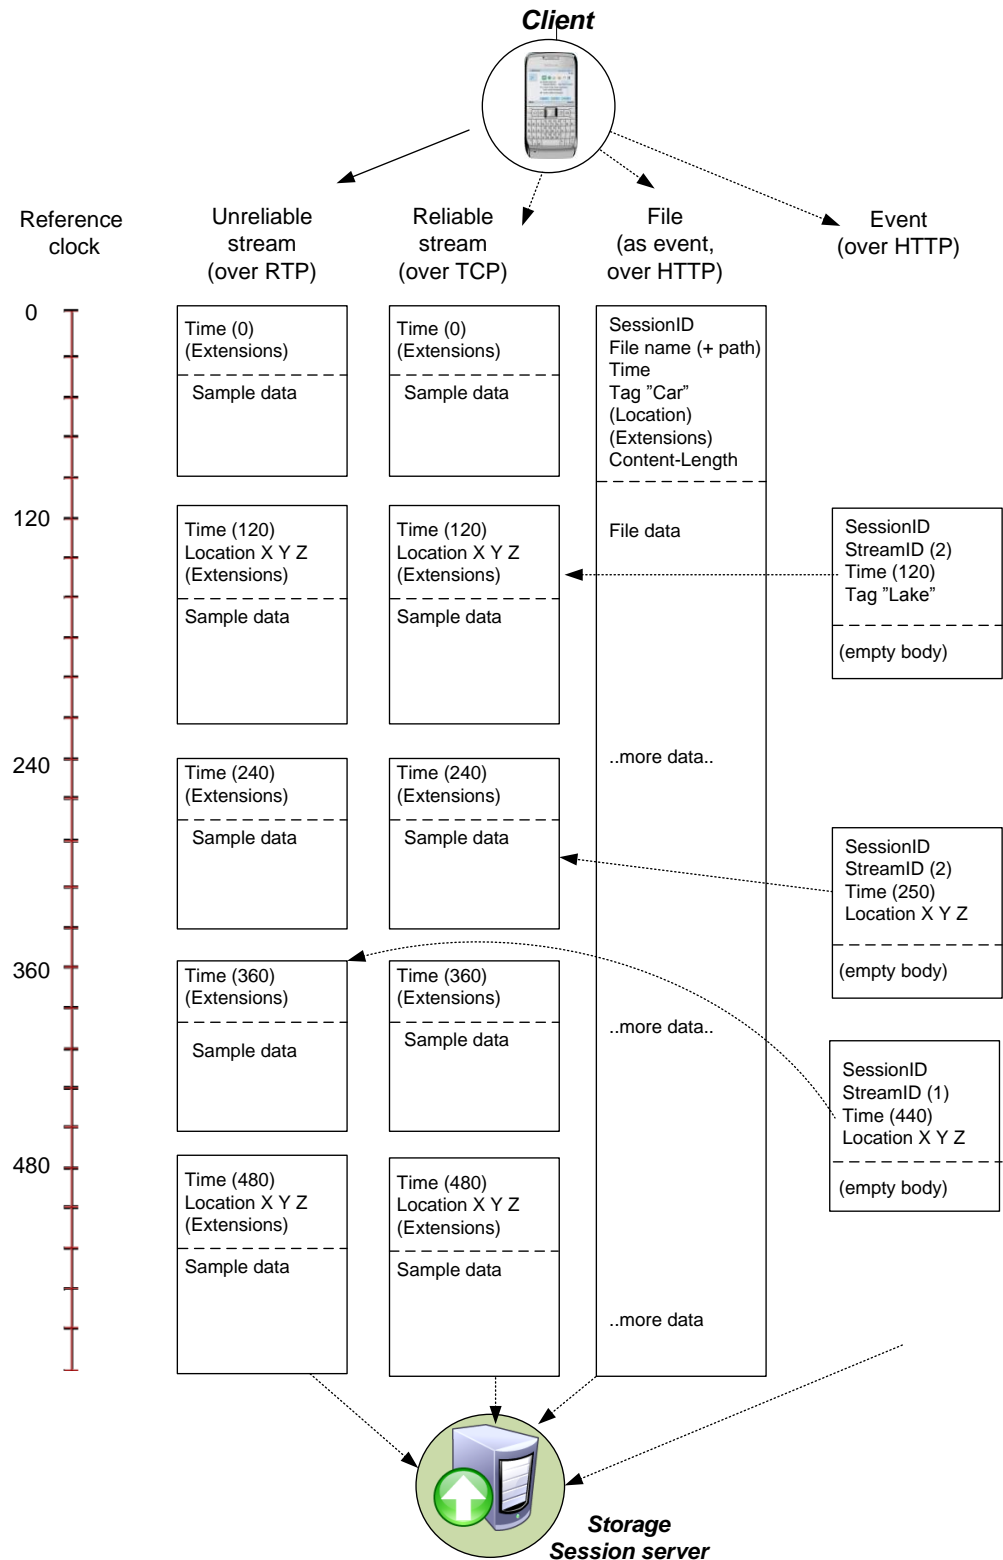 Client
Reference
clock
Unreliable
stream
(over RTP)
Reliable
stream
(over TCP)
File
(as event,
over HTTP)
Event
(over HTTP)
0
120
240
360
480
Time (0)
(Extensions)
Sample data
Time (120)
Location X Y Z
(Extensions)
Sample data
Time (240)
(Extensions)
Sample data
Time (360)
(Extensions)
Sample data
Time (480)
Location X Y Z
(Extensions)
Sample data
Time (0)
(Extensions)
Sample data
Time (120)
Location X Y Z
(Extensions)
Sample data
Time (240)
(Extensions)
Sample data
Time (360)
(Extensions)
Sample data
Time (480)
Location X Y Z
(Extensions)
Sample data
SessionID
File name (+ path)
Time
Tag ”Car”
(Location)
(Extensions)
Content-Length
File data
..more data..
..more data..
..more data
SessionID
StreamID (2)
Time (120)
Tag ”Lake”
(empty body)
SessionID
StreamID (2)
Time (250)
Location X Y Z
(empty body)
SessionID
StreamID (1)
Time (440)
Location X Y Z
(empty body)
Storage
Session server